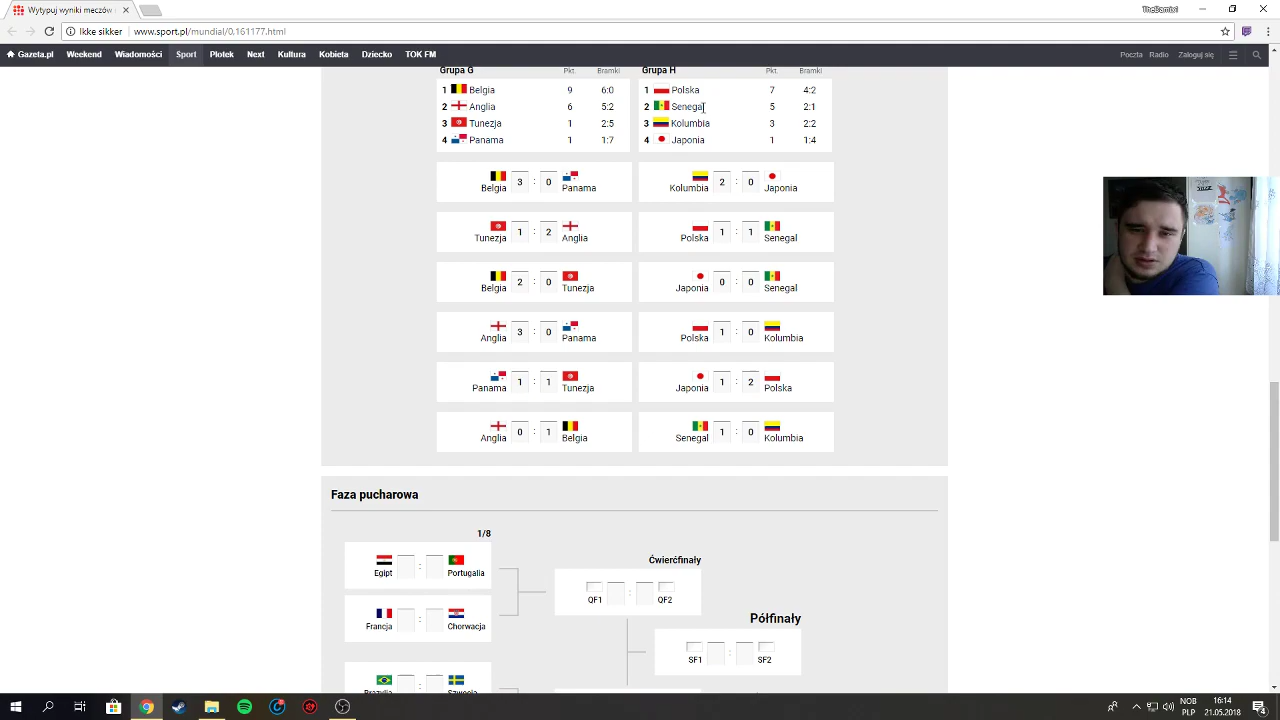 Wytypuj wyniki meczów
TheDamix!
Ikke sikker
www.sport.pl/mundial/0,161177.html
Gazeta.pl Weekend Wiadomości Sport Plotek Next Kultura Kobieta Dziecko TOK FM
Poczta Radio Zaloguj się
Grupa G Pkt. Bramki
1 Belgia 9 6:0
2 Anglia 6 5:2
3 Tunezja 1 2:5
4 Panama 1 1:7
Belgia 3 : 0 Panama
Tunezja 1 : 2 Anglia
Belgia 2 : 0 Tunezja
Anglia 3 : 0 Panama
Panama 1 : 1 Tunezja
Anglia 0 : 1 Belgia
Grupa H Pkt. Bramki
1 Polska 7 4:2
2 Senegal 5 2:1
3 Kolumbia 3 2:2
4 Japonia 1 1:4
Kolumbia 2 : 0 Japonia
Polska 1 : 1 Senegal
Japonia 0 : 0 Senegal
Polska 1 : 0 Kolumbia
Japonia 1 : 2 Polska
Senegal 1 : 0 Kolumbia
Faza pucharowa
1/8
Egipt : Portugalia
Francja : Chorwacja
Brazylia : Szwecja
Ćwierćfinały
QF1 : QF2
Półfinały
SF1 : SF2
NOB
PLP
16:14
21.05.2018
4